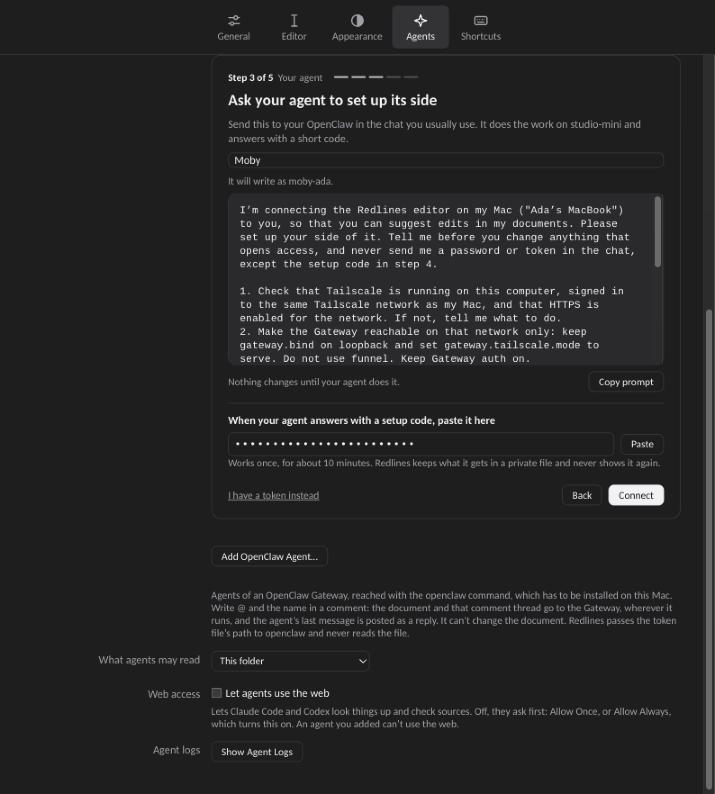 General
Editor
Appearance
Agents
Shortcuts
Step 3 of 5 Your agent
Ask your agent to set up its side
Send this to your OpenClaw in the chat you usually use. It does the work on studio-mini and
answers with a short code.
Moby
It will write as moby-ada.
I’m connecting the Redlines editor on my Mac ("Ada’s MacBook")
to you, so that you can suggest edits in my documents. Please
set up your side of it. Tell me before you change anything that
opens access, and never send me a password or token in the chat,
except the setup code in step 4.
1. Check that Tailscale is running on this computer, signed in
to the same Tailscale network as my Mac, and that HTTPS is
enabled for the network. If not, tell me what to do.
2. Make the Gateway reachable on that network only: keep
gateway.bind on loopback and set gateway.tailscale.mode to
serve. Do not use funnel. Keep Gateway auth on.
Nothing changes until your agent does it.
Copy prompt
When your agent answers with a setup code, paste it here
Paste
Works once, for about 10 minutes. Redlines keeps what it gets in a private file and never shows it again.
I have a token instead
Back
Connect
Add OpenClaw Agent...
Agents of an OpenClaw Gateway, reached with the openclaw command, which has to be installed on this Mac.
Write @ and the name in a comment: the document and that comment thread go to the Gateway, wherever it
runs, and the agent’s last message is posted as a reply. It can’t change the document. Redlines passes the token
file’s path to openclaw and never reads the file.
What agents may read
This folder
Web access
Let agents use the web
Lets Claude Code and Codex look things up and check sources. Off, they ask first: Allow Once, or Allow Always,
which turns this on. An agent you added can’t use the web.
Agent logs
Show Agent Logs